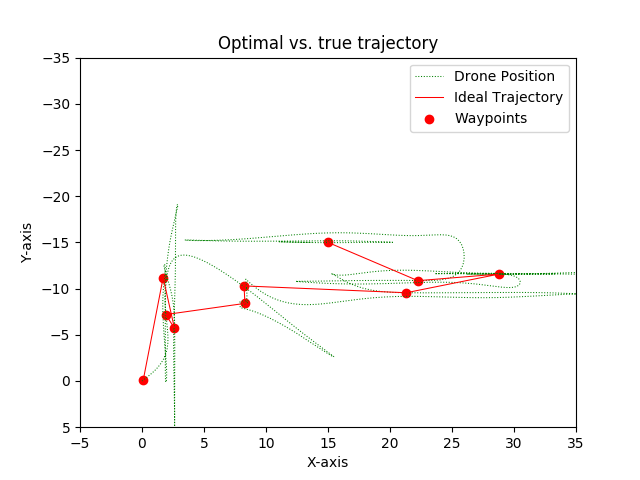 Optimal vs. true trajectory
Drone Position
Ideal Trajectory
Waypoints
−35
−30
−25
−20
−15
−10
−5
0
5
Y-axis
−5 0 5 10 15 20 25 30 35
X-axis